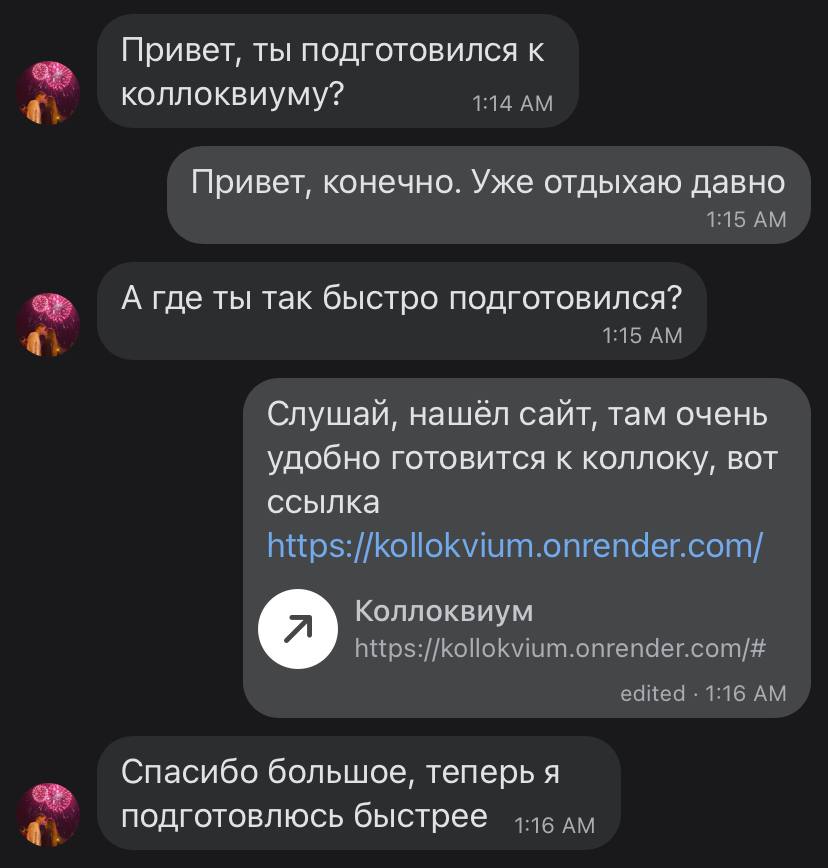 Привет, ты подготовился к
коллоквиуму?
1:14 AM
Привет, конечно. Уже отдыхаю давно
1:15 AM
А где ты так быстро подготовился?
1:15 AM
Слушай, нашёл сайт, там очень
удобно готовится к коллоку, вот
ссылка
https://kollokvium.onrender.com/
Коллоквиум
https://kollokvium.onrender.com/#
edited · 1:16 AM
Спасибо большое, теперь я
подготовлюсь быстрее
1:16 AM